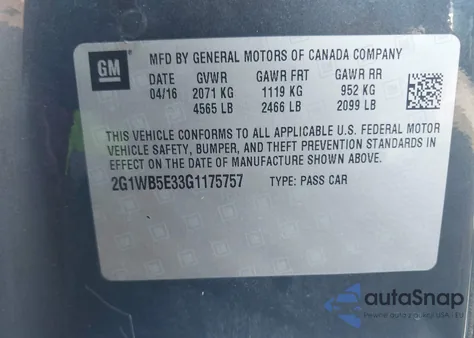 GM
MFD BY GENERAL MOTORS OF CANADA COMPANY
DATE GVWR GAWR FRT GAWR RR
04/16 2071 KG 1119 KG 952 KG
4565 LB 2466 LB 2099 LB
THIS VEHICLE CONFORMS TO ALL APPLICABLE U.S. FEDERAL MOTOR
VEHICLE SAFETY, BUMPER, AND THEFT PREVENTION STANDARDS IN
EFFECT ON THE DATE OF MANUFACTURE SHOWN ABOVE.
2G1WB5E33G1175757 TYPE: PASS CAR
autoSnap